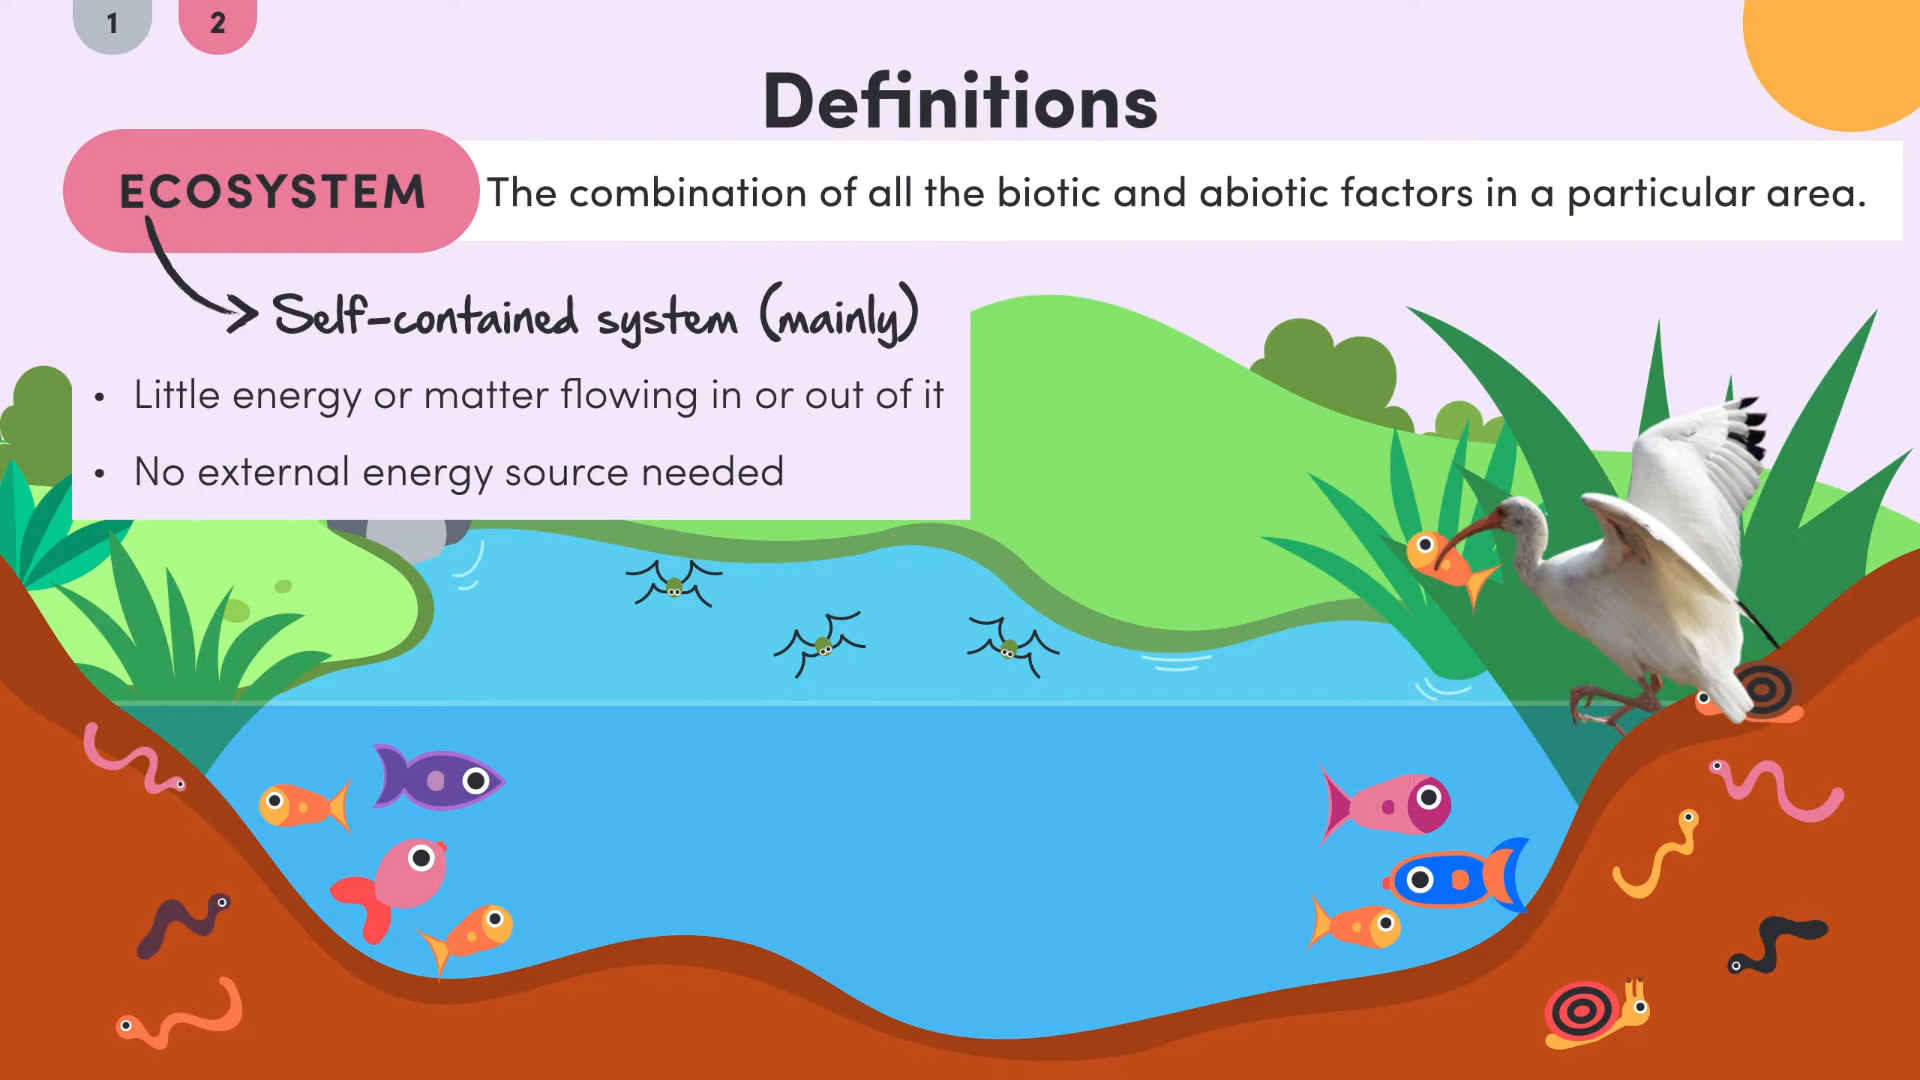 1 2
Definitions
ECOSYSTEM The combination of all the biotic and abiotic factors in a particular area.
Self-contained system (mainly)
• Little energy or matter flowing in or out of it
• No external energy source needed